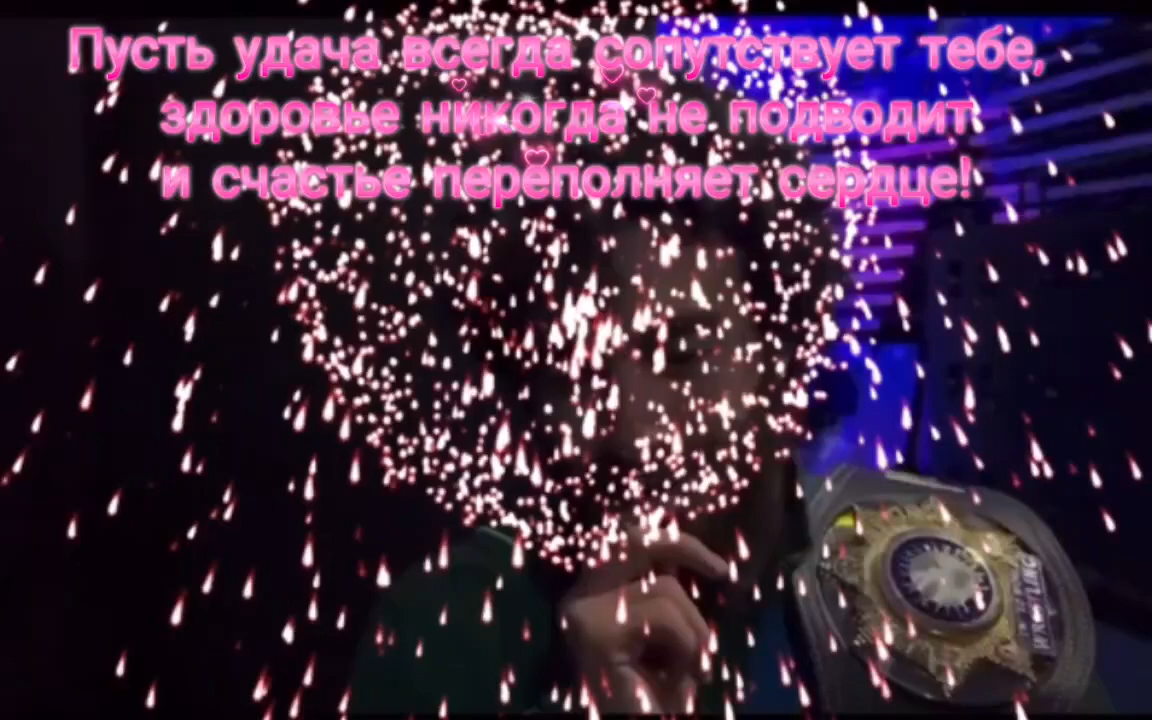 Пусть удача всегда сопутствует тебе,
здоровье никогда не подводит
и счастье переполняет сердце!